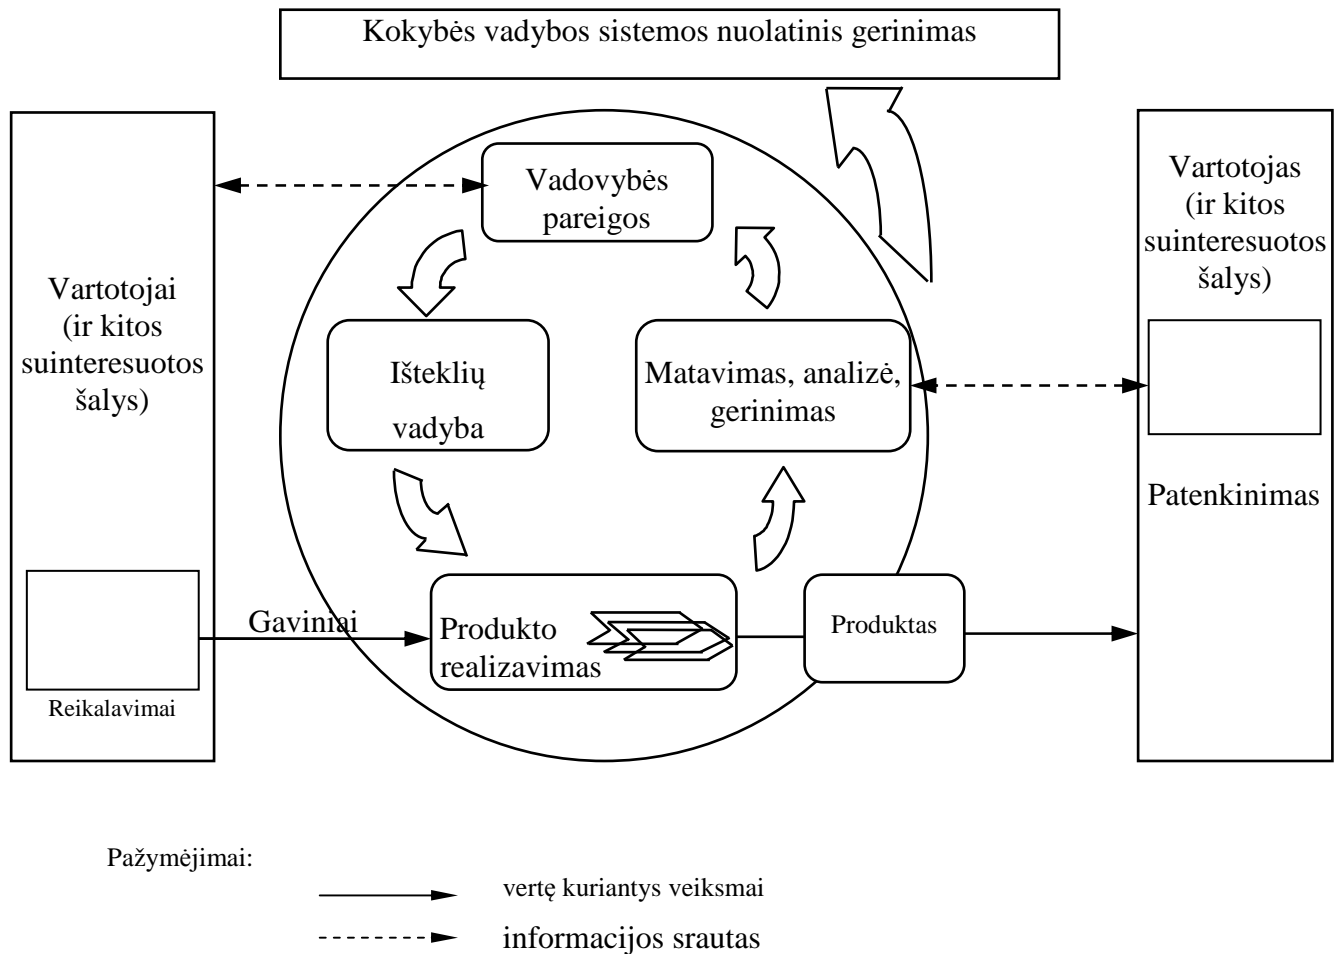 Kokybės vadybos sistemos nuolatinis gerinimas
Vartotojai
(ir kitos
suinteresuotos
šalys)
Reikalavimai
Gaviniai
Vadovybės
pareigos
Išteklių
vadyba
Matavimas, analizė,
gerinimas
Produkto
realizavimas
Produktas
Vartotojas
(ir kitos
suinteresuotos
šalys)
Patenkinimas
Pažymėjimai:
vertę kuriantys veiksmai
informacijos srautas